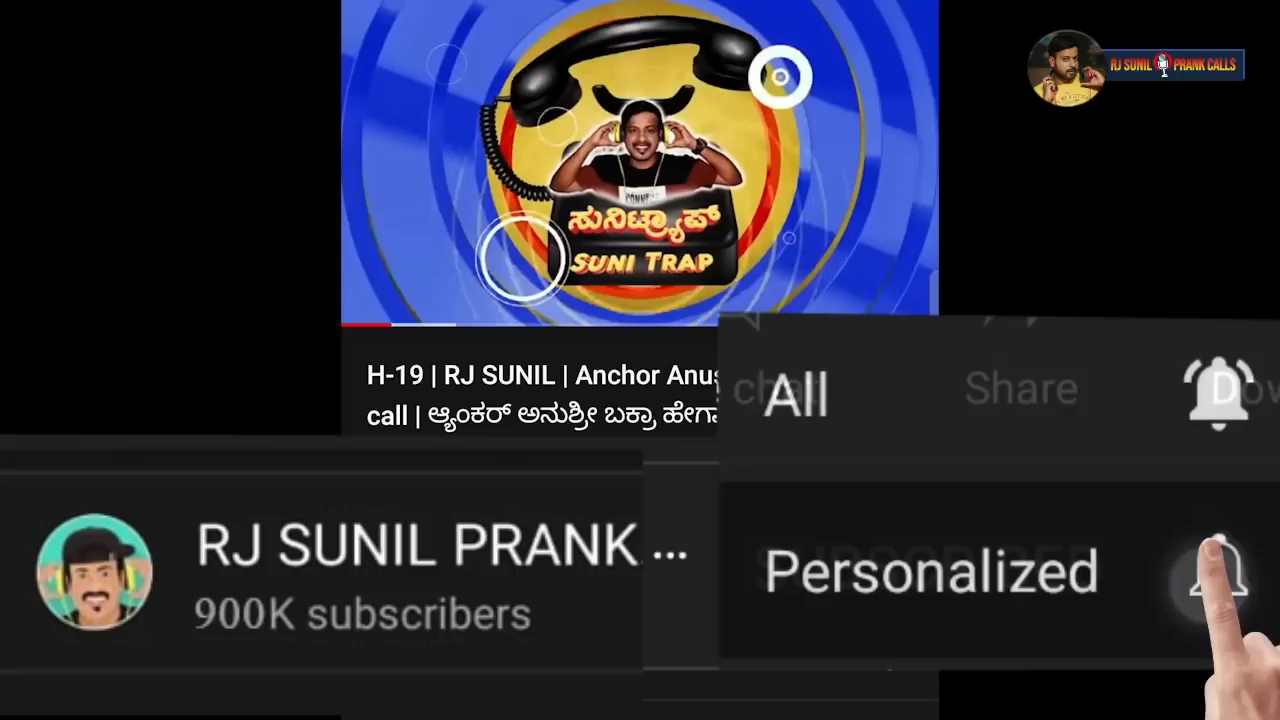 RJ SUNIL PRANK CALLS
ಸುನಿಟ್ರ್ಯಾಪ್
SUNI TRAP
H-19 | RJ SUNIL | Anchor Anu
call | ಆ್ಯಂಕರ್ ಅನುಶ್ರೀ ಬಕ್ರಾ
All
Share
Personalized
RJ SUNIL PRANK...
900K subscribers